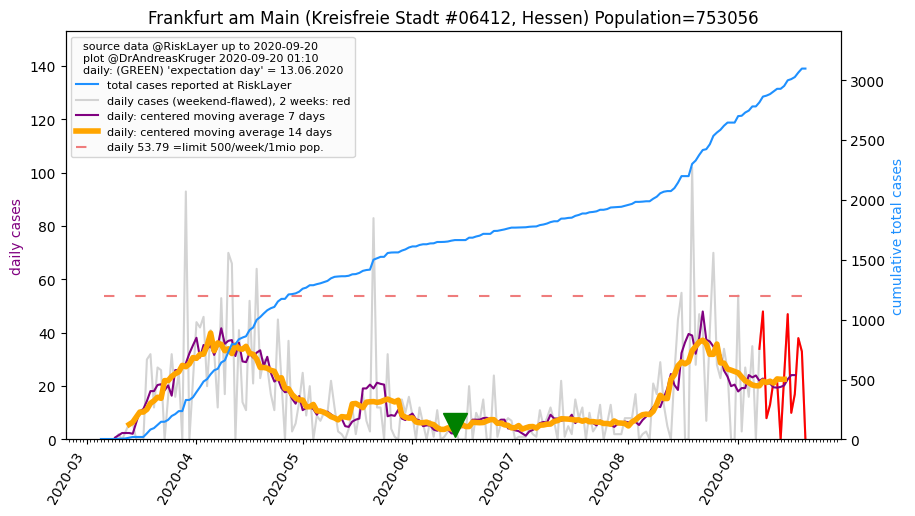 Frankfurt am Main (Kreisfreie Stadt #06412, Hessen) Population=753056
source data @RiskLayer up to 2020-09-20
plot @DrAndreasKruger 2020-09-20 01:10
daily: (GREEN) 'expectation day' = 13.06.2020
total cases reported at RiskLayer
daily cases (weekend-flawed), 2 weeks: red
daily: centered moving average 7 days
daily: centered moving average 14 days
daily 53.79 =limit 500/week/1mio pop.
daily cases
140
120
100
80
60
40
20
0
cumulative total cases
3000
2500
2000
1500
1000
500
0
2020-03
2020-04
2020-05
2020-06
2020-07
2020-08
2020-09